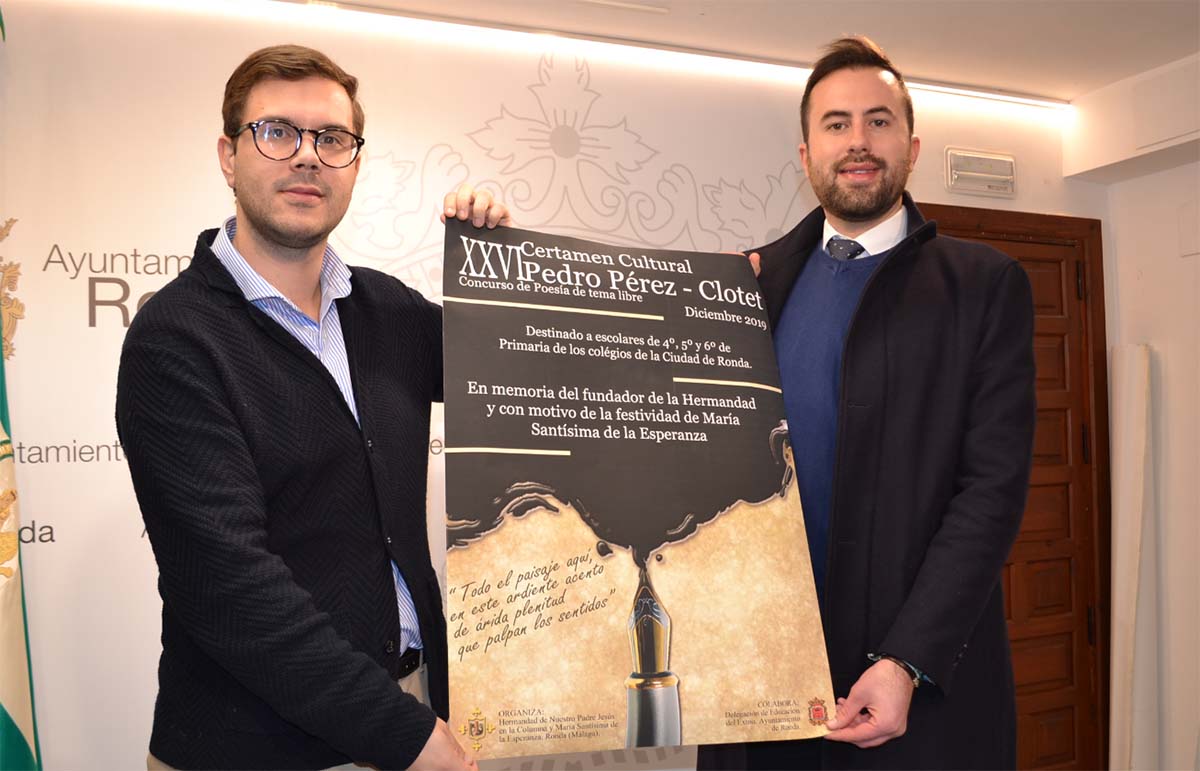 Ayuntam
R
ntamient
nda
A
XXVI Certamen Cultural
Pedro Pérez - Clotet
Concurso de Poesía de tema libre
Diciembre 2019
Destinado a escolares de 4º, 5º y 6º de
Primaria de los colégios de la Ciudad de Ronda.
En memoria del fundador de la Hermandad
y con motivo de la festividad de María
Santísima de la Esperanza
“Todo el paisaje aquí,
en este ardiente acento
de árida plenitud
que palpan los sentidos”
ORGANIZA:
Hermandad de Nuestro Padre Jesús
en la Columna y María Santísima de
la Esperanza. Ronda (Málaga).
COLABORA:
Delegación de Educación
del Exmo. Ayuntamiento
de Ronda.